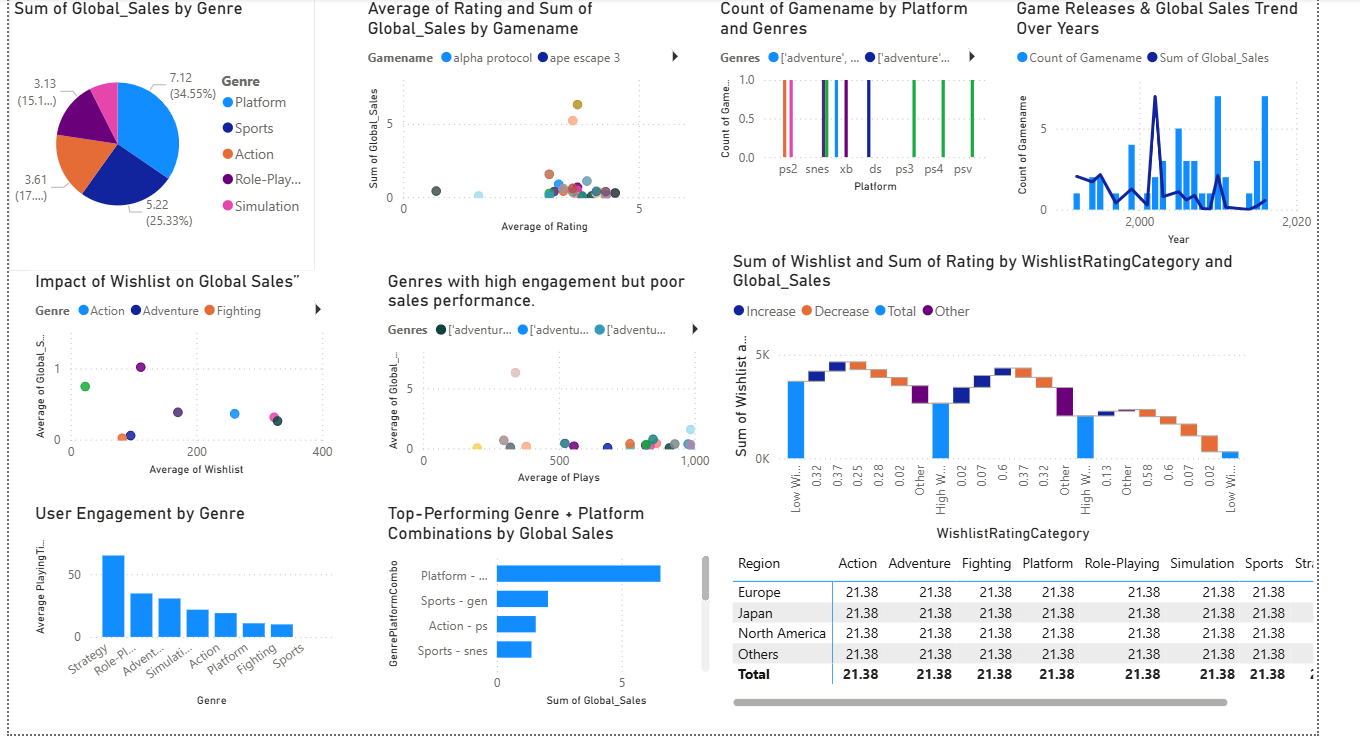 Sum of Global_Sales by Genre
7.12
(34.55%)
3.13
(15.1...)
3.61
(17....)
5.22
(25.33%)
Genre
Platform
Sports
Action
Role-Play...
Simulation
Average of Rating and Sum of
Global_Sales by Gamename
Gamename alpha protocol ape escape 3
Sum of Global_Sales
5
0
0 5
Average of Rating
Count of Gamename by Platform
and Genres
Genres ['adventure', ... ['adventure'...
Count of Game...
1.0
0.5
0.0
ps2 snes xb ds ps3 ps4 psv
Platform
Game Releases & Global Sales Trend
Over Years
Count of Gamename Sum of Global_Sales
Count of Gamename
5
0
2,000 2,020
Year
Impact of Wishlist on Global Sales”
Genre Action Adventure Fighting
Average of Global_S...
1
0
0 200 400
Average of Wishlist
Genres with high engagement but poor
sales performance.
Genres ['adventur... ['adventu... ['adventu...
Average of Global_...
5
0
0 500 1,000
Average of Plays
Sum of Wishlist and Sum of Rating by WishlistRatingCategory and
Global_Sales
Increase Decrease Total Other
Sum of Wishlist a...
5K
0K
Low Wi... 0.32 0.37 0.25 0.28 0.02 Other High W... 0.02 0.07 0.6 0.37 0.32 Other High W... 0.13 Other 0.58 0.6 0.07 0.02 Low Wi...
WishlistRatingCategory
User Engagement by Genre
Average PlayingTi...
50
0
Strategy Role-Pl... Advent... Simulati... Action Platform Fighting Sports
Genre
Top-Performing Genre + Platform
Combinations by Global Sales
GenrePlatformCombo
Platform - ...
Sports - gen
Action - ps
Sports - snes
0 5
Sum of Global_Sales
Region Action Adventure Fighting Platform Role-Playing Simulation Sports Stra
Europe 21.38 21.38 21.38 21.38 21.38 21.38 21.38
Japan 21.38 21.38 21.38 21.38 21.38 21.38 21.38
North America 21.38 21.38 21.38 21.38 21.38 21.38 21.38
Others 21.38 21.38 21.38 21.38 21.38 21.38 21.38
Total 21.38 21.38 21.38 21.38 21.38 21.38 21.38